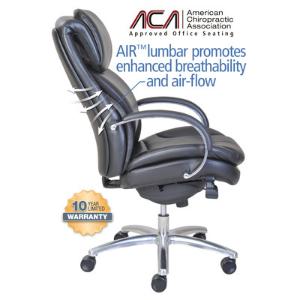 ACA American
Chiropractic
Association
Approved Office Seating
AIR™ lumbar promotes
enhanced breathability
and air-flow
10 YEAR
LIMITED
WARRANTY